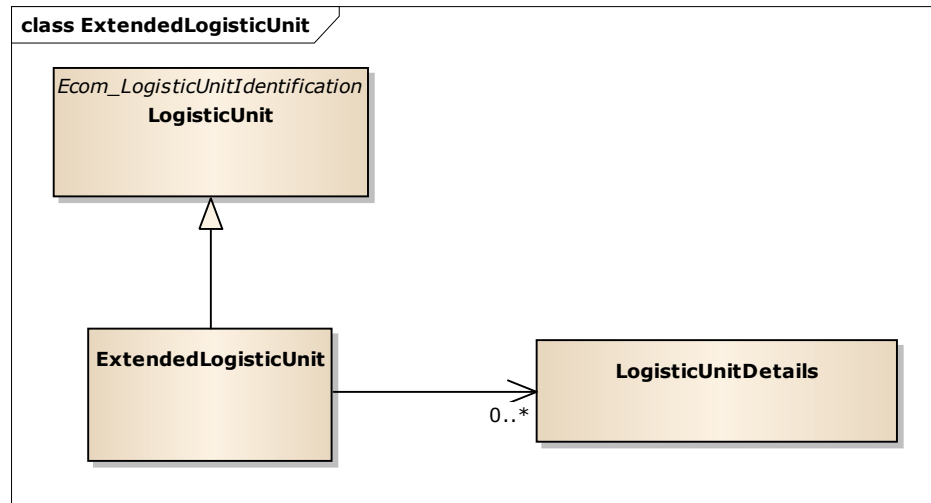 class ExtendedLogisticUnit
Ecom_LogisticUnitIdentification
LogisticUnit
ExtendedLogisticUnit
LogisticUnitDetails
0..*